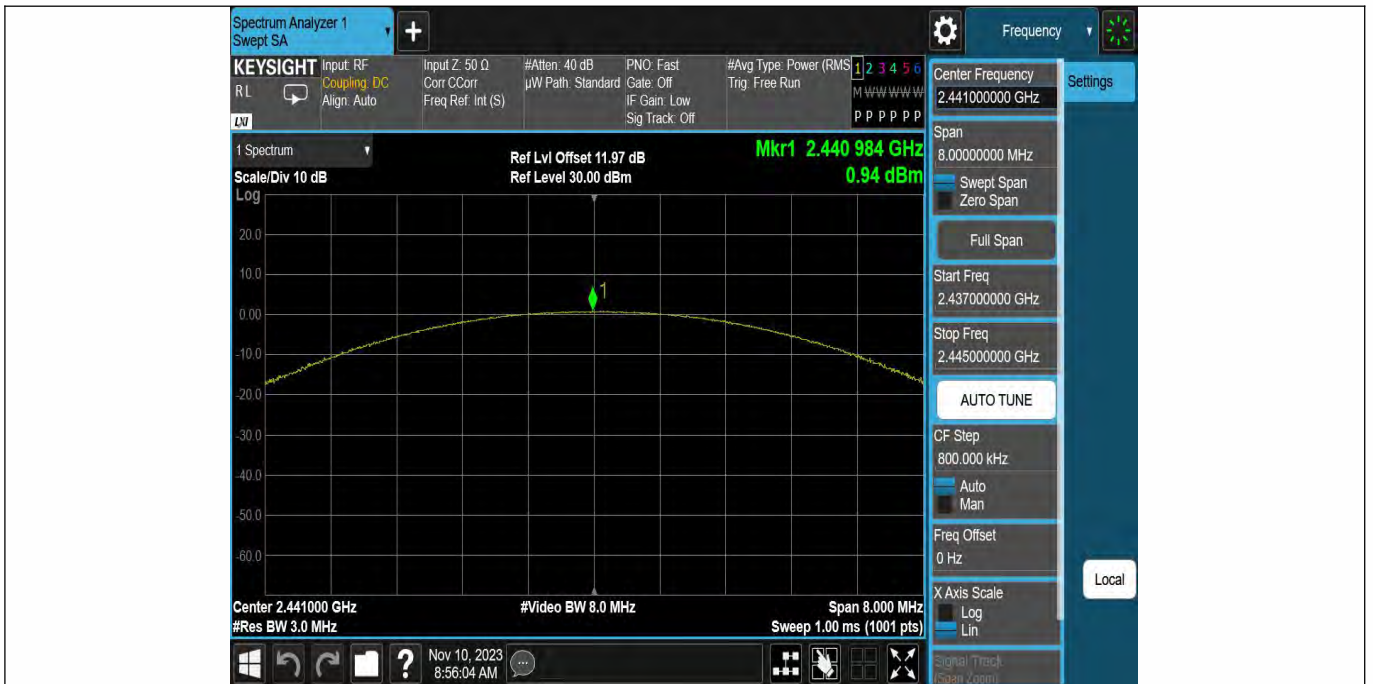 Spectrum Analyzer 1
Swept SA
+
Frequency
KEYSIGHT
RL
LXI
Input: RF
Coupling: DC
Align: Auto
Input Z: 50 Ω
Corr CCorr
Freq Ref: Int (S)
#Atten: 40 dB
µW Path: Standard
PNO: Fast
Gate: Off
IF Gain: Low
Sig Track: Off
#Avg Type: Power (RMS
Trig: Free Run
1 2 3 4 5 6
M W W W W W
P P P P P P
1 Spectrum
Scale/Div 10 dB
Ref Lvl Offset 11.97 dB
Ref Level 30.00 dBm
Mkr1 2.440 984 GHz
0.94 dBm
Log
20.0
10.0
0.00
-10.0
-20.0
-30.0
-40.0
-50.0
-60.0
1
Center 2.441000 GHz
#Video BW 8.0 MHz
Span 8.000 MHz
#Res BW 3.0 MHz
Sweep 1.00 ms (1001 pts)
Center Frequency
2.441000000 GHz
Settings
Span
8.00000000 MHz
Swept Span
Zero Span
Full Span
Start Freq
2.437000000 GHz
Stop Freq
2.445000000 GHz
AUTO TUNE
CF Step
800.000 kHz
Auto
Man
Freq Offset
0 Hz
X Axis Scale
Log
Lin
Local
Signal Track
(Span Zoom)
?
Nov 10, 2023
8:56:04 AM